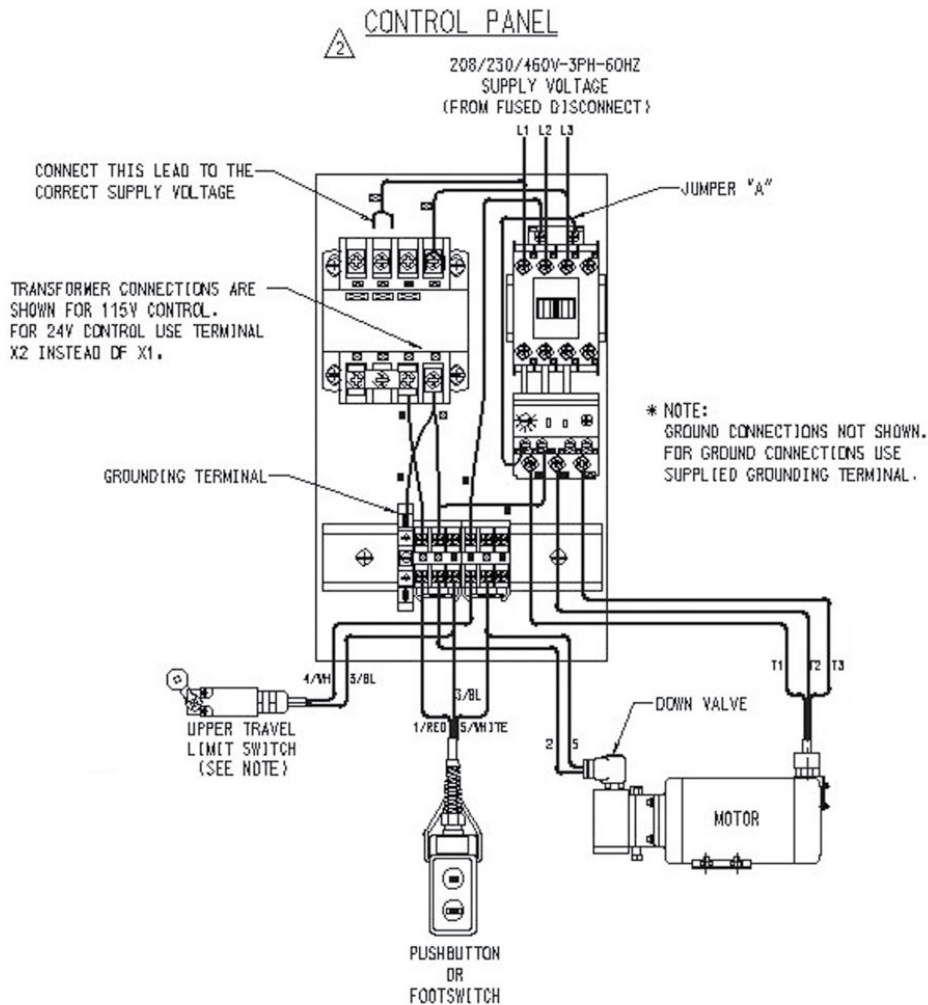 CONTROL PANEL
2
208/230/460V-3PH-60HZ
SUPPLY VOLTAGE
(FROM FUSED DISCONNECT)
L1 L2 L3
CONNECT THIS LEAD TO THE
CORRECT SUPPLY VOLTAGE
JUMPER "A"
TRANSFORMER CONNECTIONS ARE
SHOWN FOR 115V CONTROL.
FOR 24V CONTROL USE TERMINAL
X2 INSTEAD OF X1.
* NOTE:
GROUND CONNECTIONS NOT SHOWN.
FOR GROUND CONNECTIONS USE
SUPPLIED GROUNDING TERMINAL.
GROUNDING TERMINAL
T1 T2 T3
4/WH 3/BL
3/BL
1/RED 5/WHITE
2 5
DOWN VALVE
UPPER TRAVEL
LIMIT SWITCH
(SEE NOTE)
MOTOR
PUSHBUTTON
OR
FOOTSWITCH